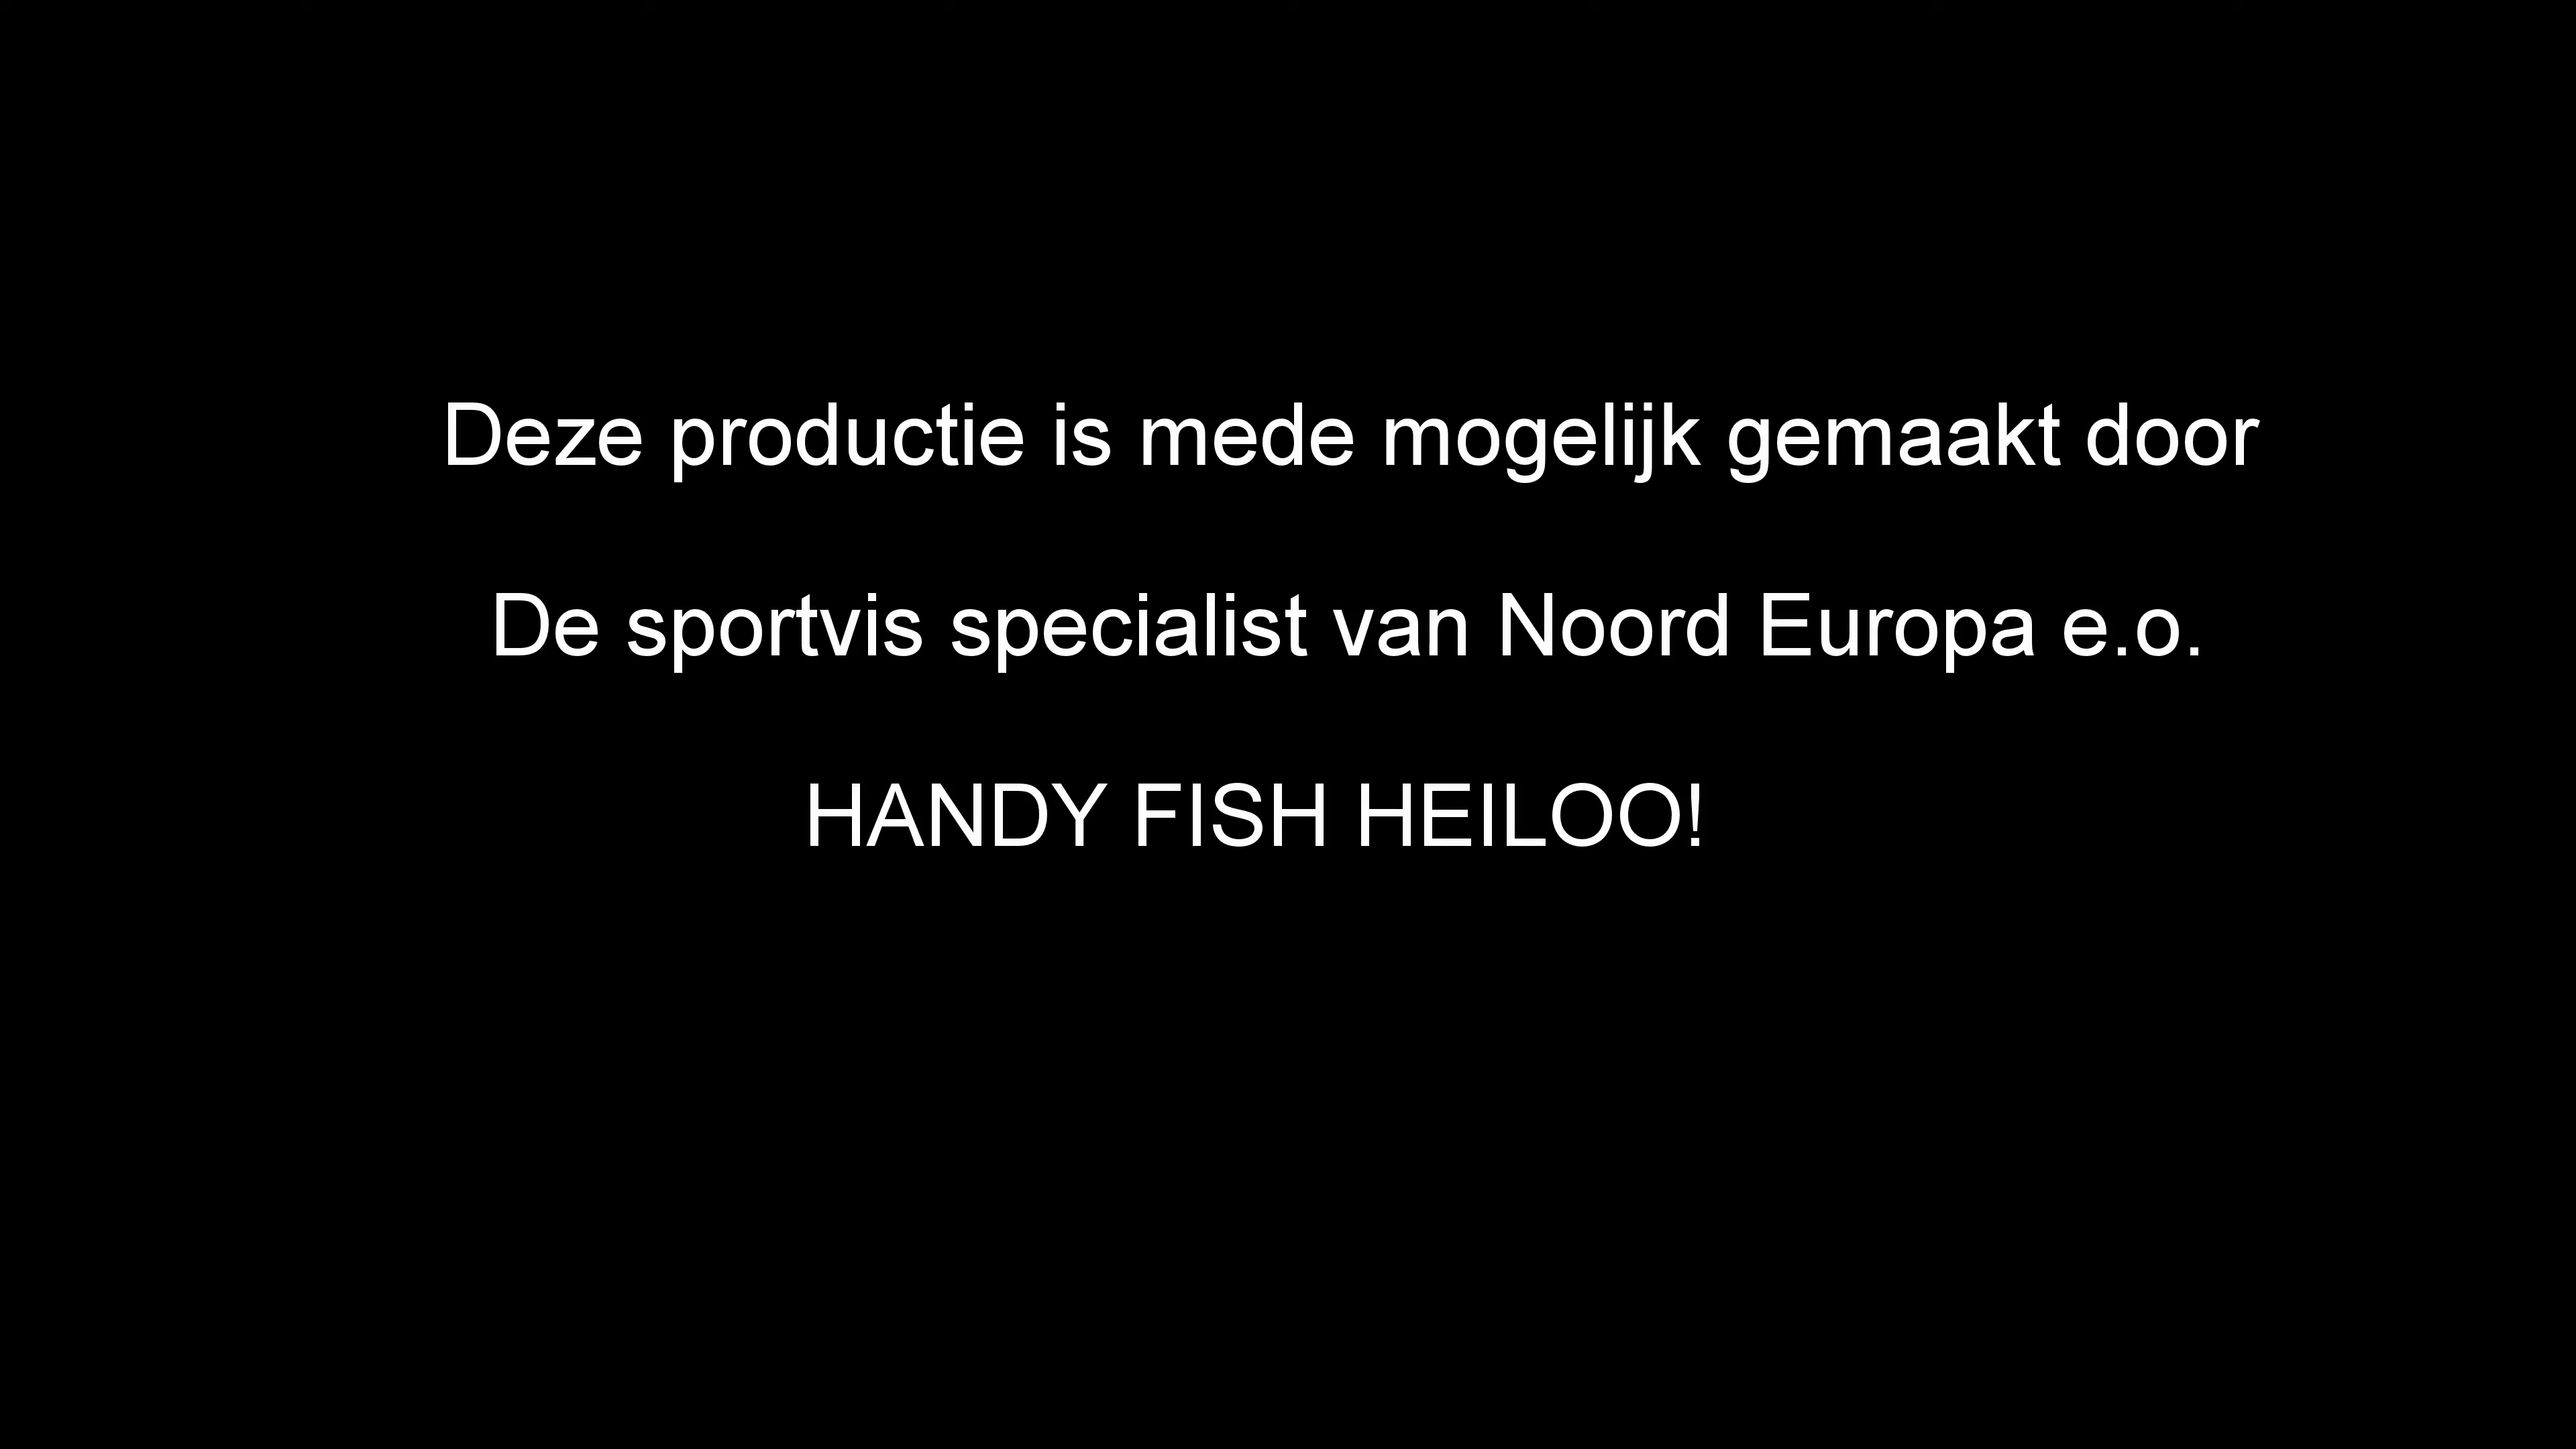 Deze productie is mede mogelijk gemaakt door
De sportvis specialist van Noord Europa e.o.
HANDY FISH HEILOO!